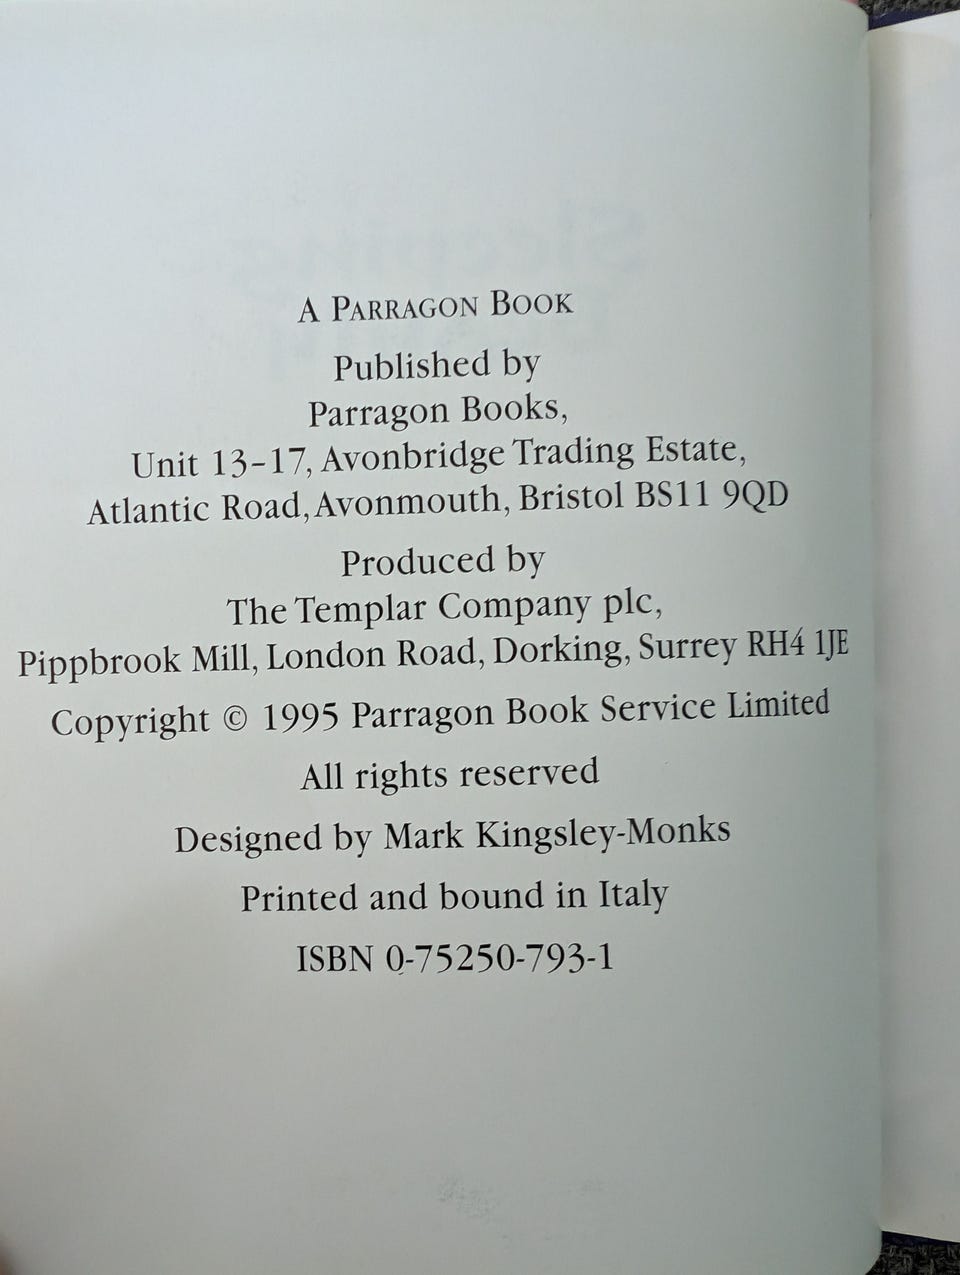 A PARRAGON BOOK
Published by
Parragon Books,
Unit 13-17, Avonbridge Trading Estate,
Atlantic Road, Avonmouth, Bristol BS11 9QD
Produced by
The Templar Company plc,
Pippbrook Mill, London Road, Dorking, Surrey RH4 1JE
Copyright © 1995 Parragon Book Service Limited
All rights reserved
Designed by Mark Kingsley-Monks
Printed and bound in Italy
ISBN 0-75250-793-1